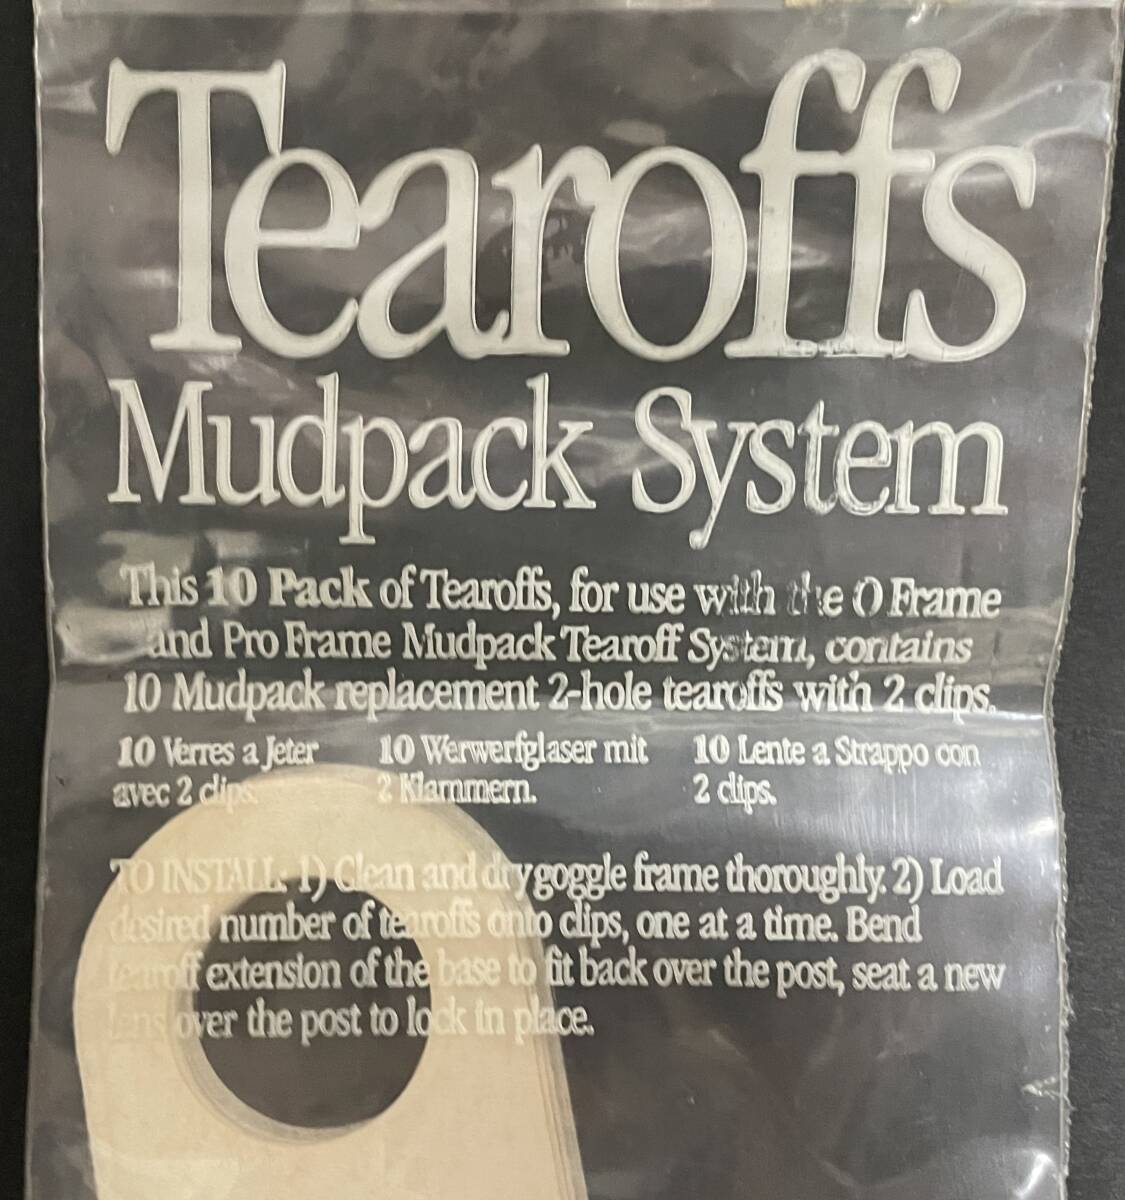 Tearoffs
Mudpack System
This 10 Pack of Tearoffs, for use with the O Frame
and Pro Frame Mudpack Tearoff System, contains
10 Mudpack replacement 2-hole tearoffs with 2 clips.
10 Verres a Jeter
avec 2 clips.
10 Werwerfglaser mit
2 Klammern.
10 Lente a Strappo con
2 clips.
TO INSTALL: 1) Clean and dry goggle frame thoroughly. 2) Load
desired number of tearoffs onto clips, one at a time. Bend
tearoff extension of the base to fit back over the post, seat a new
lens over the post to lock in place.